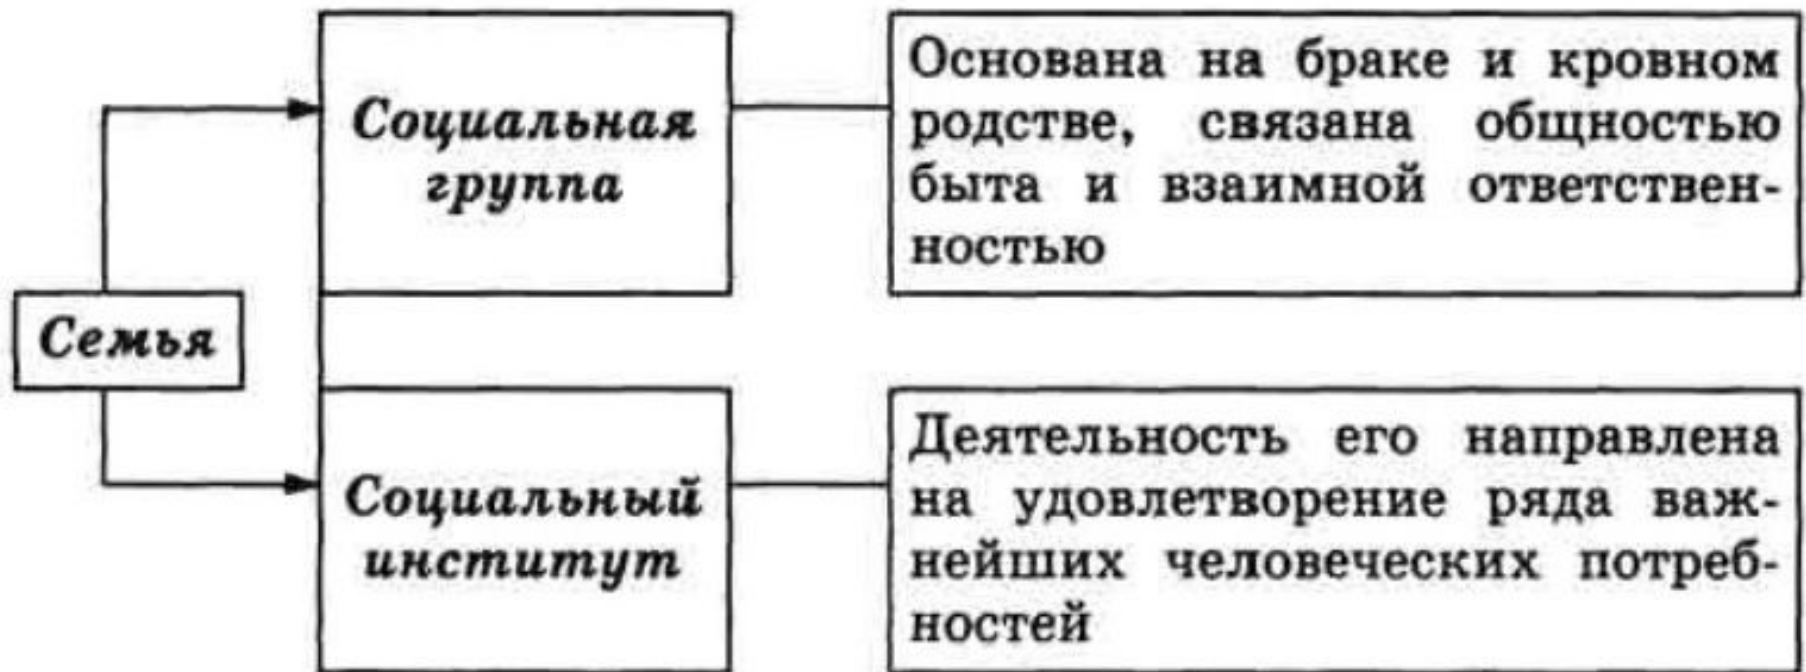 Семья
Социальная
группа
Основана на браке и кровном
родстве, связана общностью
быта и взаимной ответствен-
ностью
Социальный
институт
Деятельность его направлена
на удовлетворение ряда важ-
нейших человеческих потреб-
ностей